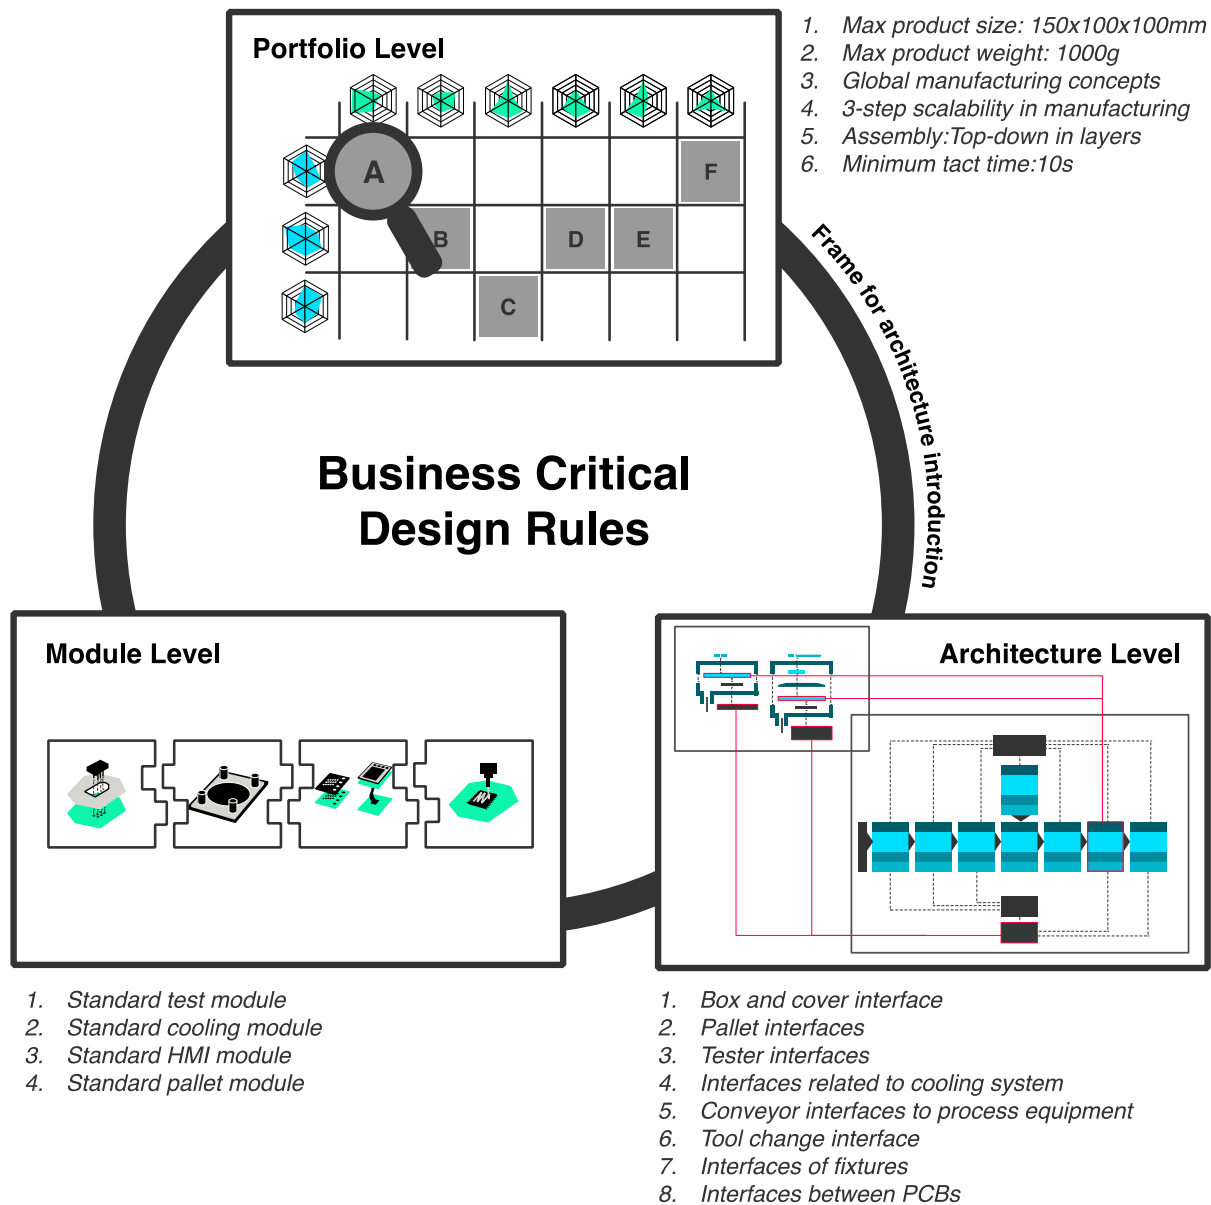 Portfolio Level
A
B
C
D
E
F
1. Max product size: 150x100x100mm
2. Max product weight: 1000g
3. Global manufacturing concepts
4. 3-step scalability in manufacturing
5. Assembly:Top-down in layers
6. Minimum tact time:10s
Frame for architecture introduction
Business Critical
Design Rules
Module Level
1. Standard test module
2. Standard cooling module
3. Standard HMI module
4. Standard pallet module
Architecture Level
1. Box and cover interface
2. Pallet interfaces
3. Tester interfaces
4. Interfaces related to cooling system
5. Conveyor interfaces to process equipment
6. Tool change interface
7. Interfaces of fixtures
8. Interfaces between PCBs